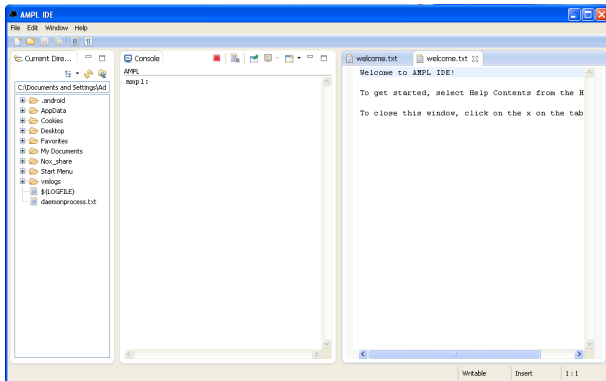 AMPL IDE
File Edit Window Help
Current Dire...
C:\Documents and Settings\Ad
.android
AppData
Cookies
Desktop
Favorites
My Documents
Nox_share
Start Menu
vmlogs
${LOGFILE}
daemonprocess.txt
Console
AMPL
ampl:
welcome.txt
welcome.txt
Welcome to AMPL IDE!
To get started, select Help Contents from the H
To close this window, click on the x on the tab
Writable Insert 1 : 1